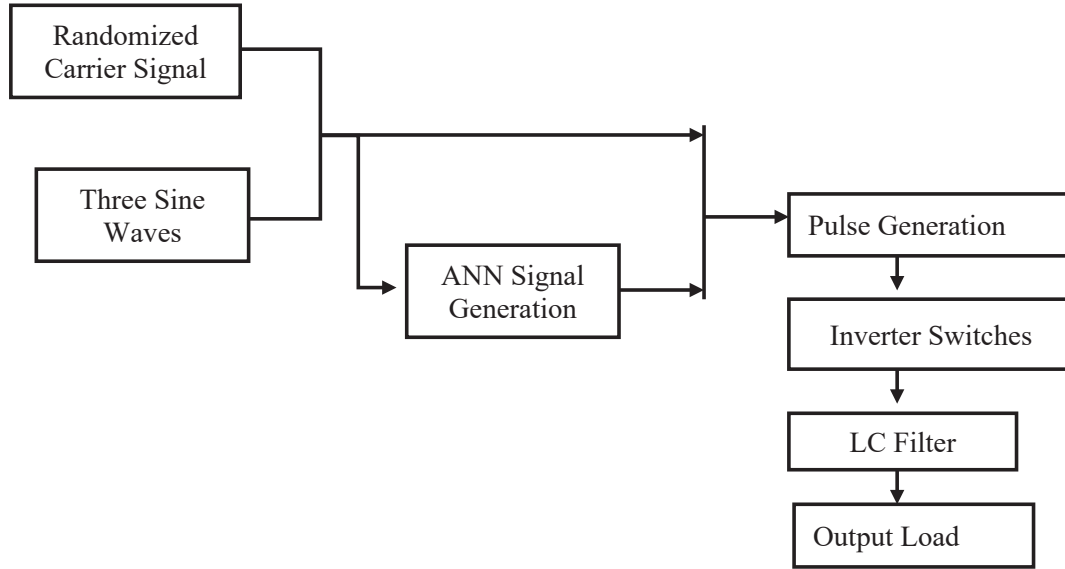 Randomized
Carrier Signal
Three Sine
Waves
ANN Signal
Generation
Pulse Generation
Inverter Switches
LC Filter
Output Load